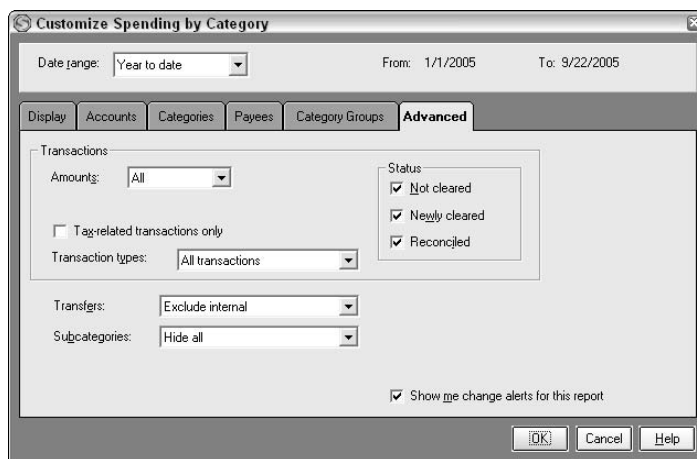 Customize Spending by Category
Date range: Year to date From: 1/1/2005 To: 9/22/2005
Display Accounts Categories Payees Category Groups Advanced
Transactions
Amounts: All
Status
Not cleared
Newly cleared
Reconciled
Tax-related transactions only
Transaction types: All transactions
Transfers: Exclude internal
Subcategories: Hide all
Show me change alerts for this report
OK Cancel Help